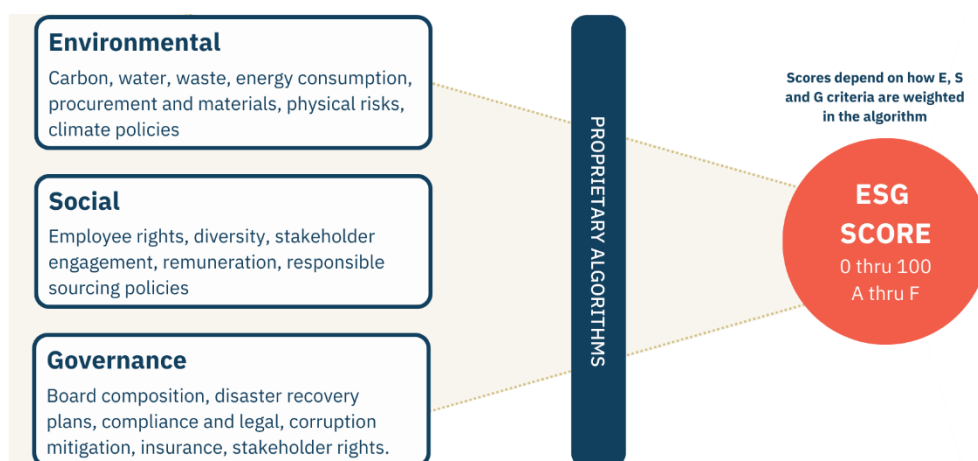 Environmental
Carbon, water, waste, energy consumption,
procurement and materials, physical risks,
climate policies
Social
Employee rights, diversity, stakeholder
engagement, remuneration, responsible
sourcing policies
Governance
Board composition, disaster recovery
plans, compliance and legal, corruption
mitigation, insurance, stakeholder rights.
PROPRIETARY ALGORITHMS
Scores depend on how E, S
and G criteria are weighted
in the algorithm
ESG
SCORE
0 thru 100
A thru F